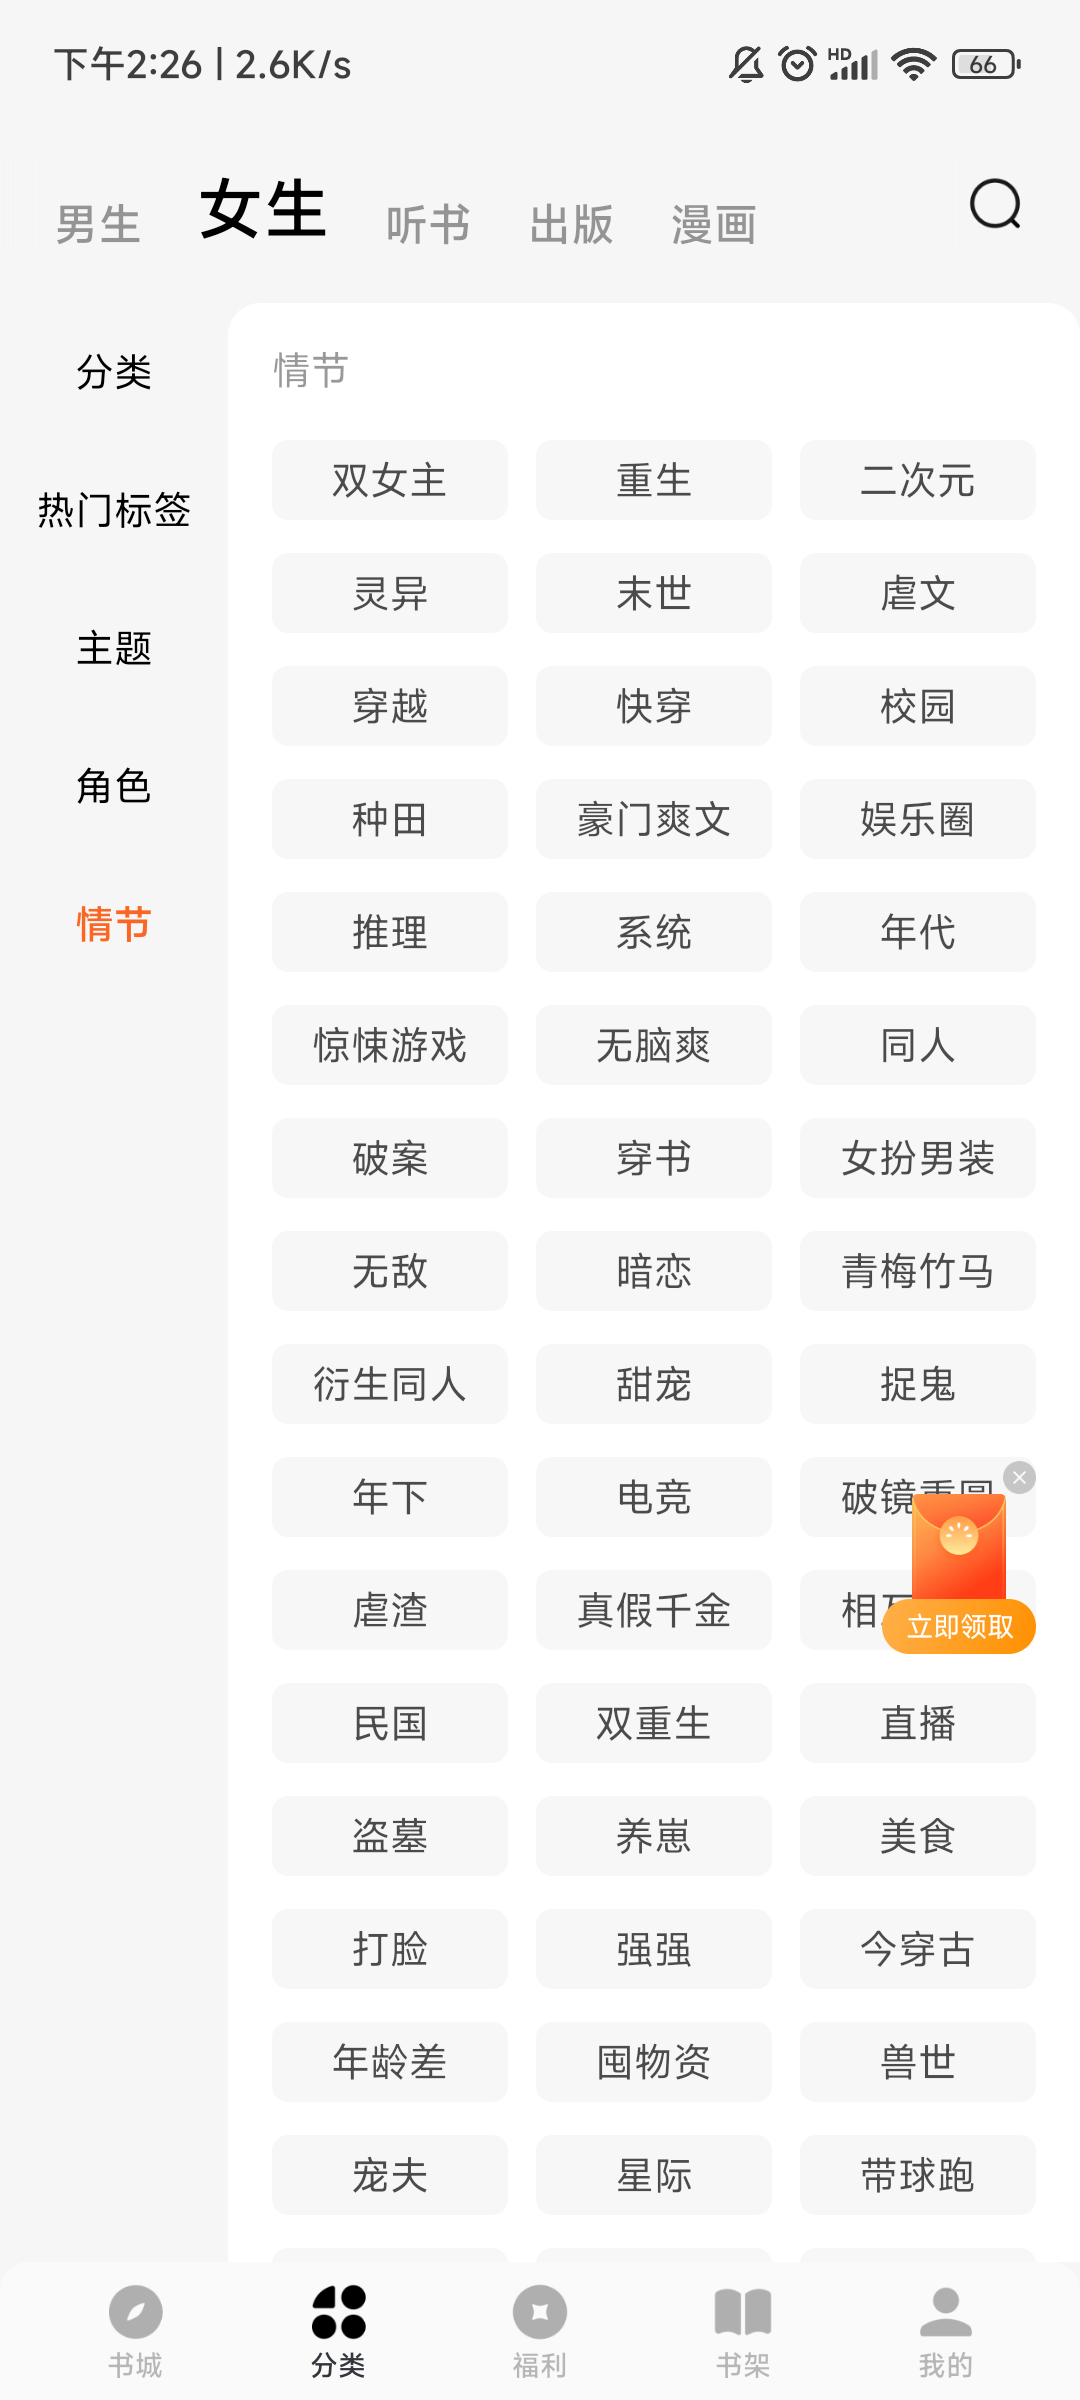 下午2:26 | 2.6K/s
HD
66
男生 女生 听书 出版 漫画
分类
热门标签
主题
角色
情节
情节
双女主 重生 二次元
灵异 末世 虐文
穿越 快穿 校园
种田 豪门爽文 娱乐圈
推理 系统 年代
惊悚游戏 无脑爽 同人
破案 穿书 女扮男装
无敌 暗恋 青梅竹马
衍生同人 甜宠 捉鬼
年下 电竞 破镜重圆
虐渣 真假千金 相
立即领取
民国 双重生 直播
盗墓 养崽 美食
打脸 强强 今穿古
年龄差 囤物资 兽世
宠夫 星际 带球跑
书城 分类 福利 书架 我的